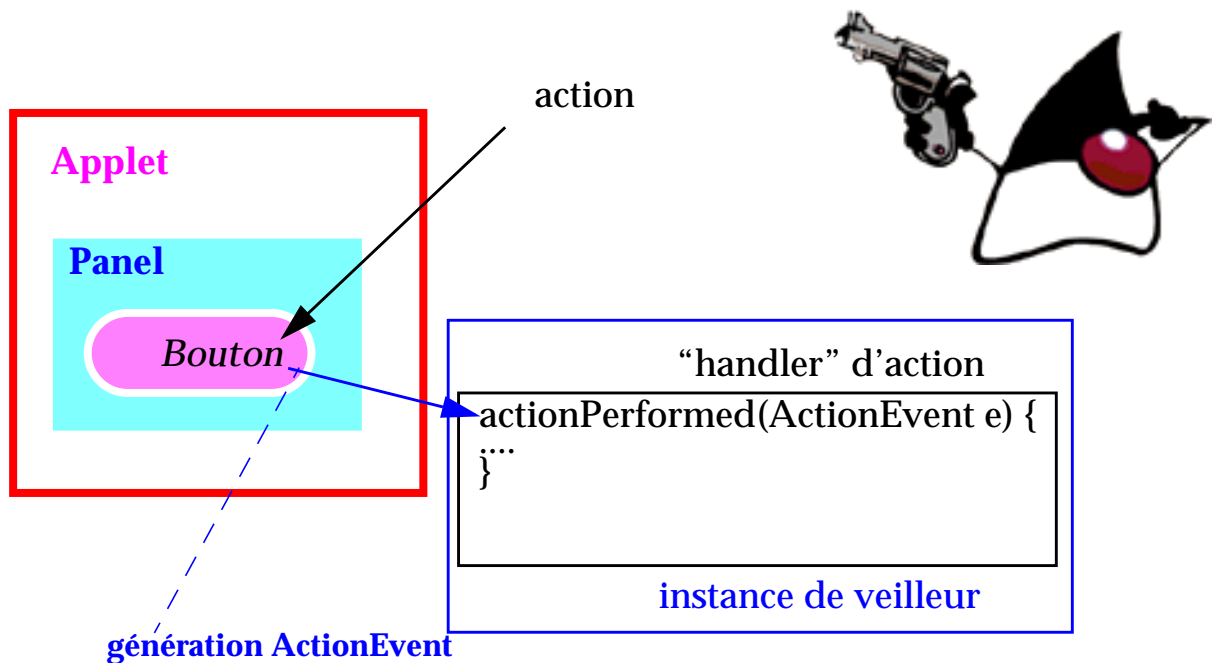 action
Applet
Panel
Bouton
“handler” d’action
actionPerformed(ActionEvent e) {
....
}
instance de veilleur
génération ActionEvent